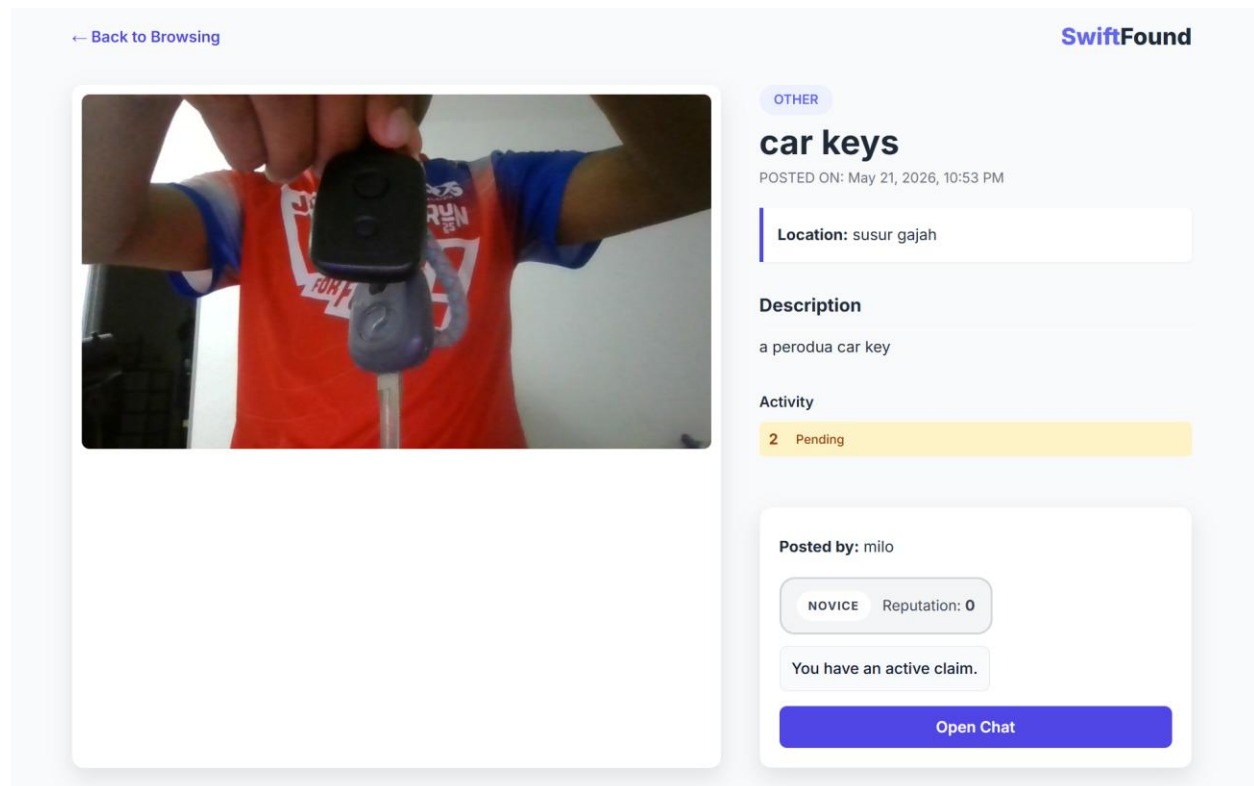 ← Back to Browsing
SwiftFound
OTHER
car keys
POSTED ON: May 21, 2026, 10:53 PM
Location: susur gajah
Description
a perodua car key
Activity
2 Pending
Posted by: milo
NOVICE Reputation: 0
You have an active claim.
Open Chat
RUN
FOR